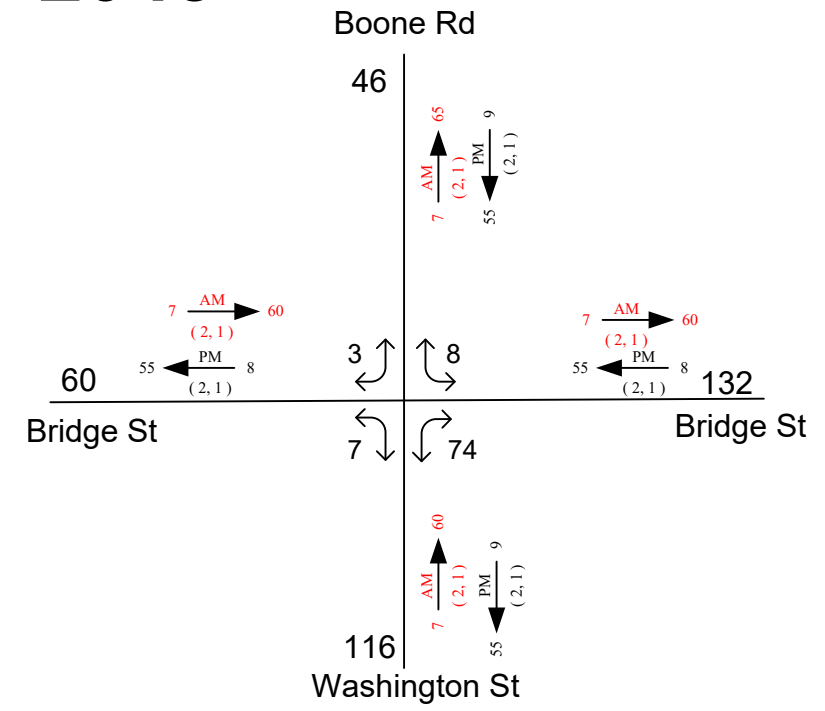 Boone Rd
46
65
9
AM
( 2, 1 )
PM
( 2, 1 )
7
55
7
AM
60
( 2, 1 )
55
PM
8
( 2, 1 )
7
AM
60
( 2, 1 )
55
PM
8
( 2, 1 )
3
8
60
132
Bridge St
Bridge St
7
74
60
9
AM
( 2, 1 )
PM
( 2, 1 )
7
55
116
Washington St